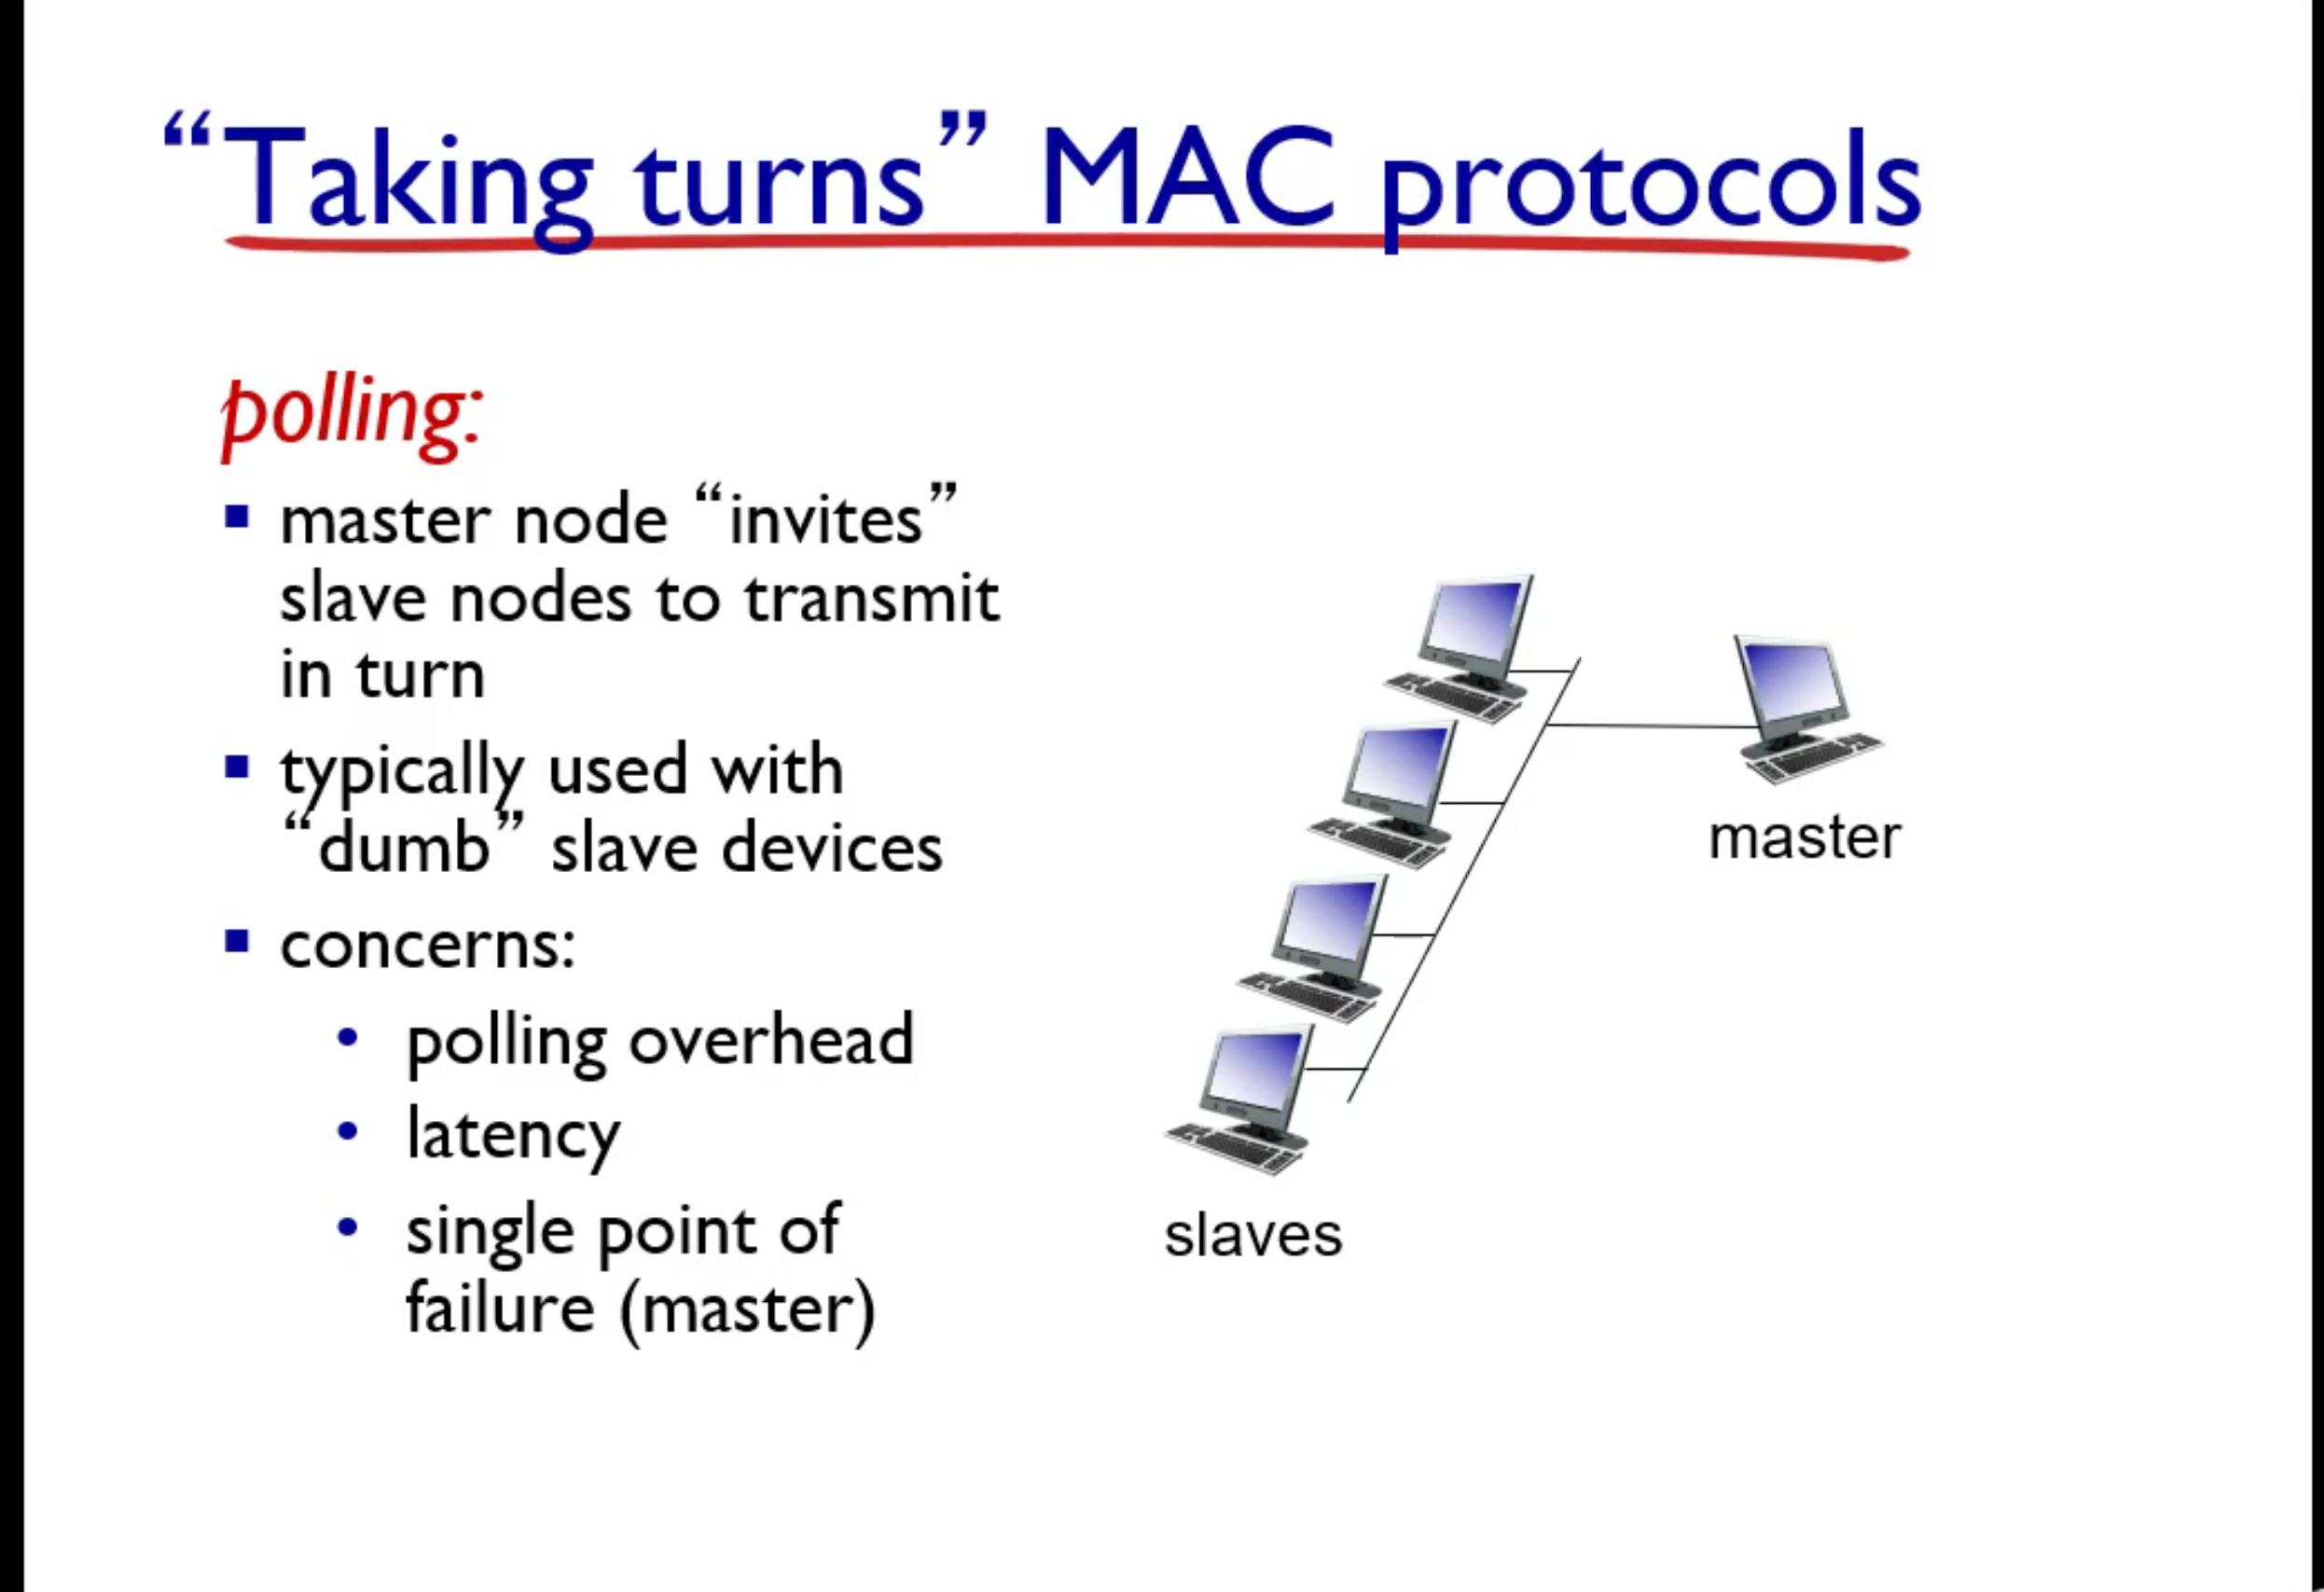 “Taking turns” MAC protocols
polling:
▪ master node “invites”
slave nodes to transmit
in turn
▪ typically used with
“dumb” slave devices
▪ concerns:
• polling overhead
• latency
• single point of
failure (master)
master
slaves